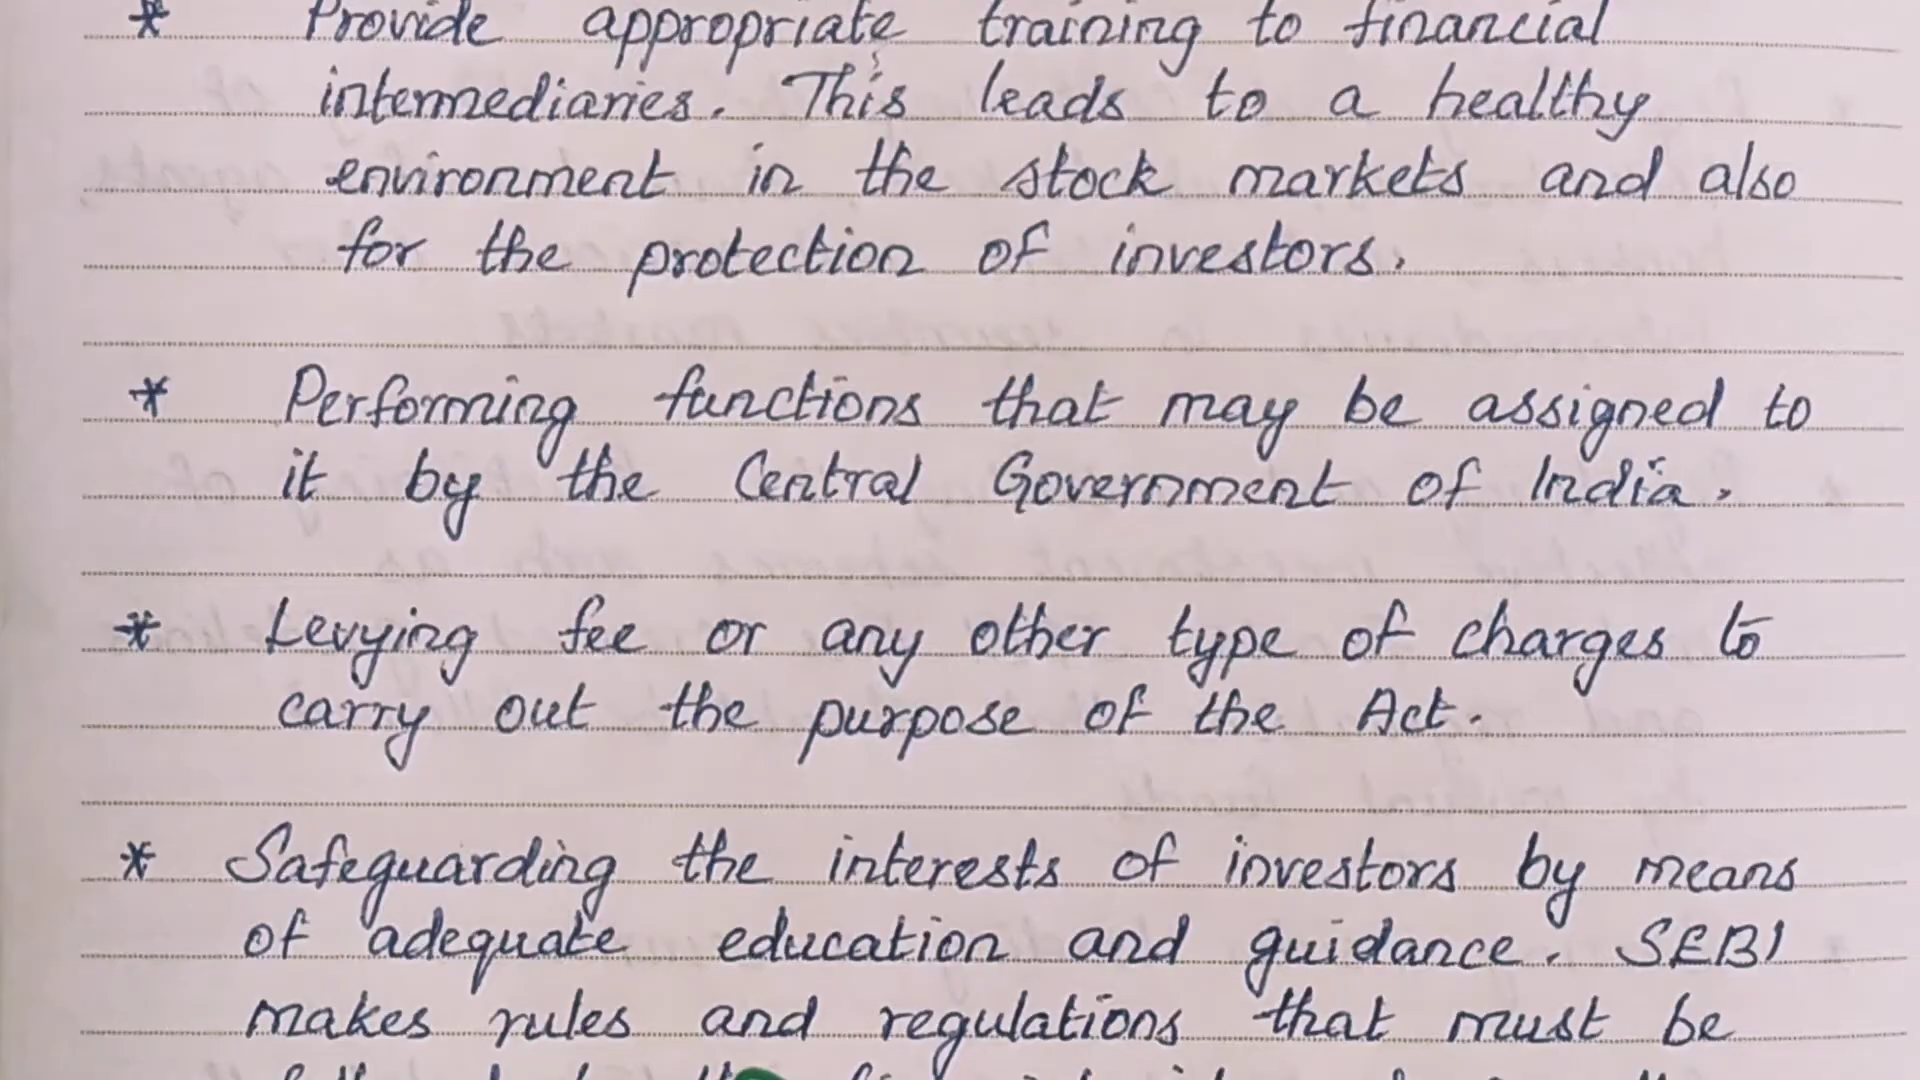 * Provide appropriate training to financial
intermediaries. This leads to a healthy
environment in the stock markets and also
for the protection of investors.
* Performing functions that may be assigned to
it by the Central Government of India.
* Levying fee or any other type of charges to
carry out the purpose of the Act.
* Safeguarding the interests of investors by means
of adequate education and guidance. SEBI
makes rules and regulations that must be